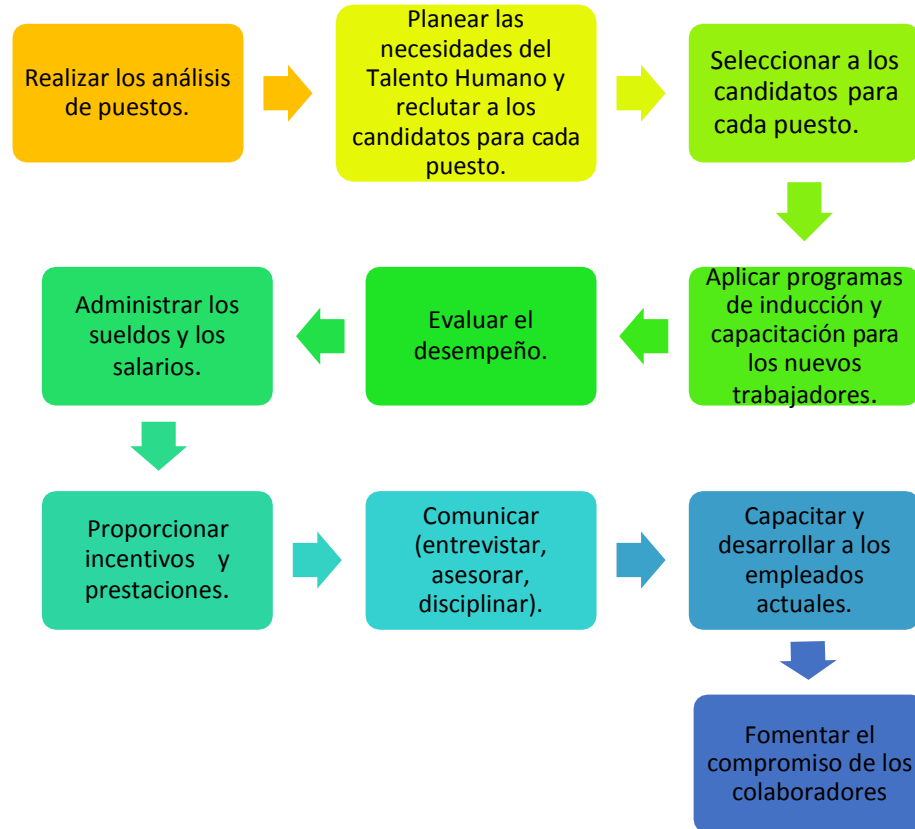 Realizar los análisis
de puestos.
Planear las
necesidades del
Talento Humano y
reclutar a los
candidatos para cada
puesto.
Seleccionar a los
candidatos para
cada puesto.
Aplicar programas
de inducción y
capacitación para
los nuevos
trabajadores.
Evaluar el
desempeño.
Administrar los
sueldos y los
salarios.
Proporcionar
incentivos y
prestaciones.
Comunicar
(entrevistar,
asesorar,
disciplinar).
Capacitar y
desarrollar a los
empleados
actuales.
Fomentar el
compromiso de los
colaboradores